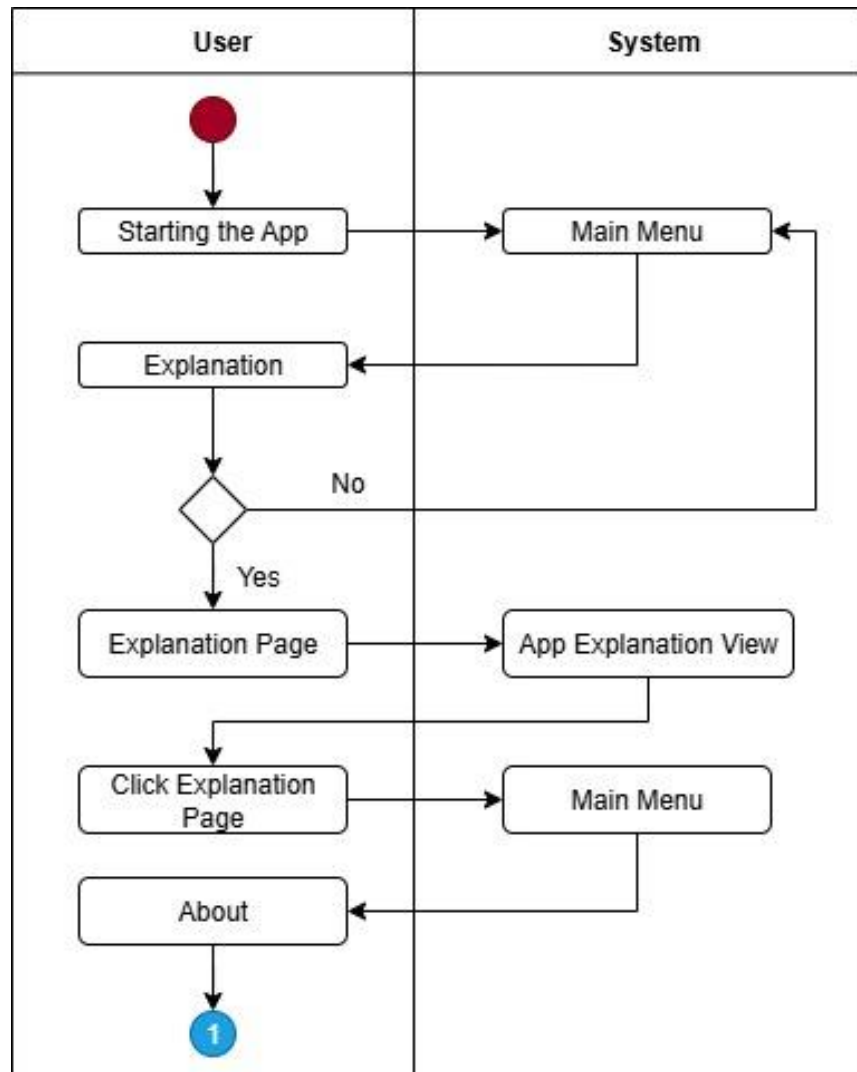 User
System
Starting the App
Main Menu
Explanation
No
Yes
Explanation Page
App Explanation View
Click Explanation
Page
Main Menu
About
1